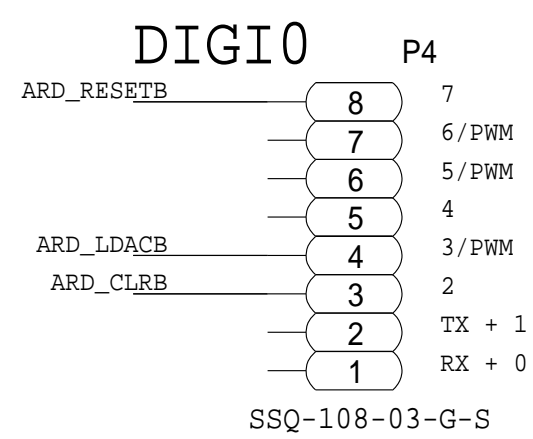 DIGI0 P4
ARD_RESETB 8 7
7 6/PWM
6 5/PWM
5 4
ARD_LDACB 4 3/PWM
ARD_CLRB 3 2
2 TX + 1
1 RX + 0
SSQ-108-03-G-S